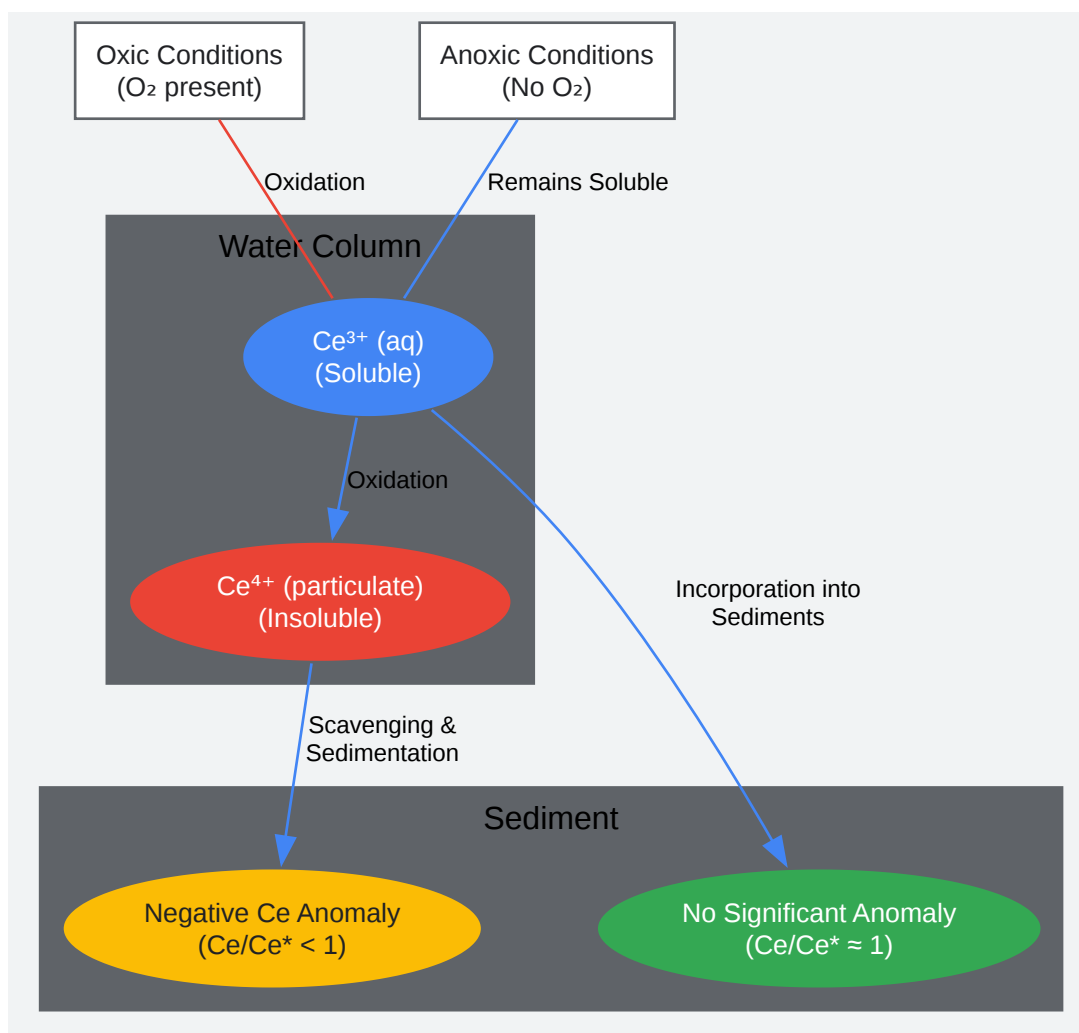 Oxic Conditions
(O₂ present)
Anoxic Conditions
(No O₂)
Oxidation
Remains Soluble
Water Column
Ce³⁺ (aq)
(Soluble)
Oxidation
Ce⁴⁺ (particulate)
(Insoluble)
Incorporation into
Sediments
Scavenging &
Sedimentation
Sediment
Negative Ce Anomaly
(Ce/Ce* < 1)
No Significant Anomaly
(Ce/Ce* ≈ 1)